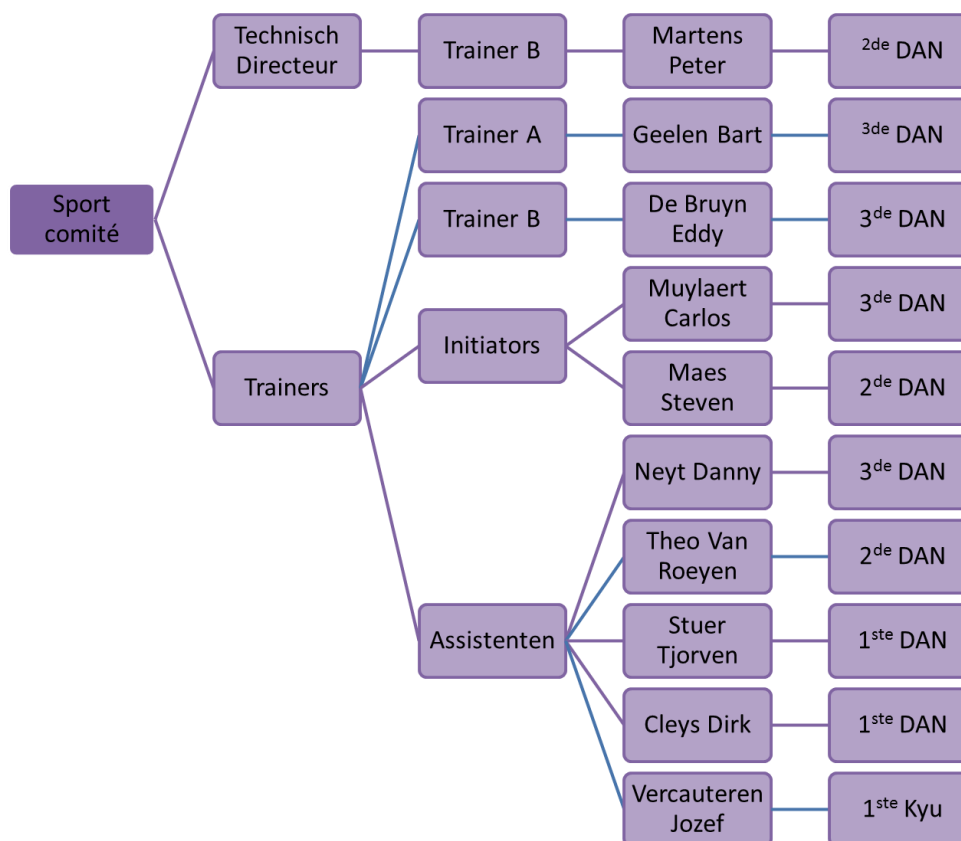 Technisch
Directeur
Trainer B
Martens
Peter
2de DAN
Trainer A
Geelen Bart
3de DAN
Sport
comité
Trainer B
De Bruyn
Eddy
3de DAN
Trainers
Initiators
Muylaert
Carlos
3de DAN
Maes
Steven
2de DAN
Assistenten
Neyt Danny
3de DAN
Theo Van
Roeyen
2de DAN
Stuer
Tjorven
1ste DAN
Cleys Dirk
1ste DAN
Vercauteren
Jozef
1ste Kyu